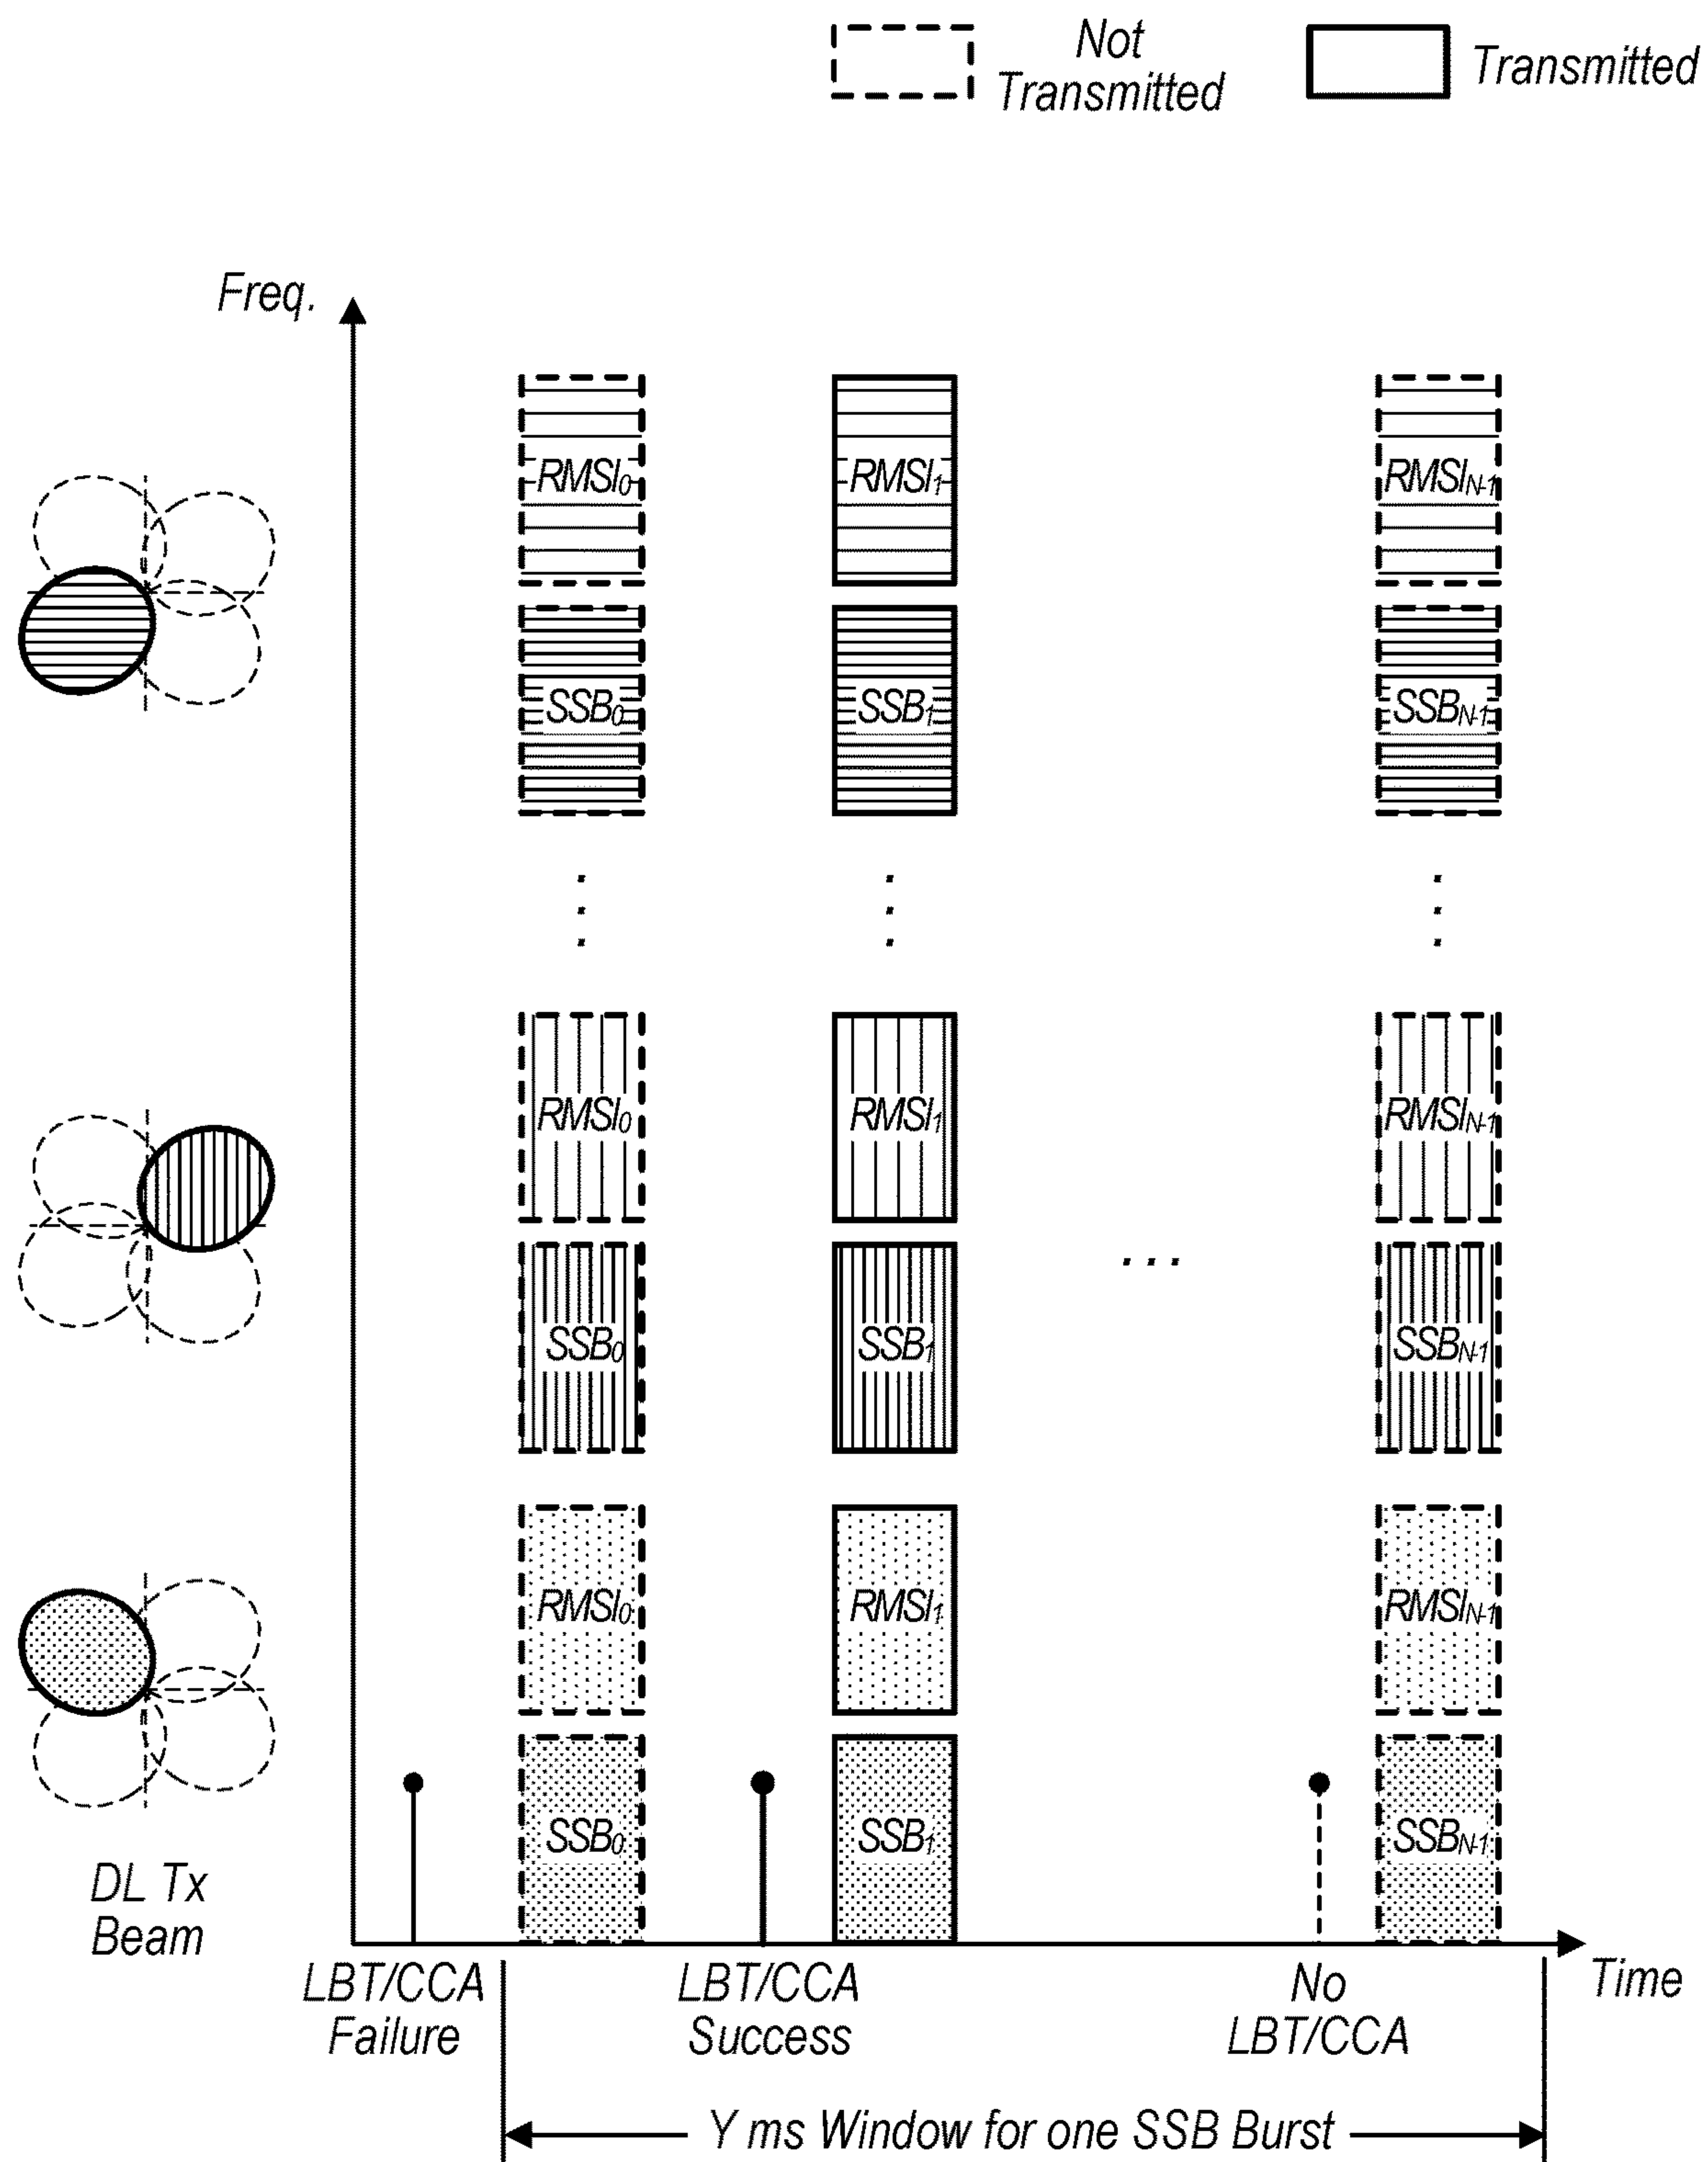 Not
Transmitted
Transmitted
Freq.
RMSI0 RMSI1 RMSIN-1
SSB0 SSB1 SSBN-1
RMSI0 RMSI1 RMSIN-1
...
SSB0 SSB1 SSBN-1
RMSI0 RMSI1 RMSIN-1
SSB0 SSB1 SSBN-1
DL Tx
Beam
LBT/CCA
Failure
LBT/CCA
Success
No
LBT/CCA
Time
Y ms Window for one SSB Burst